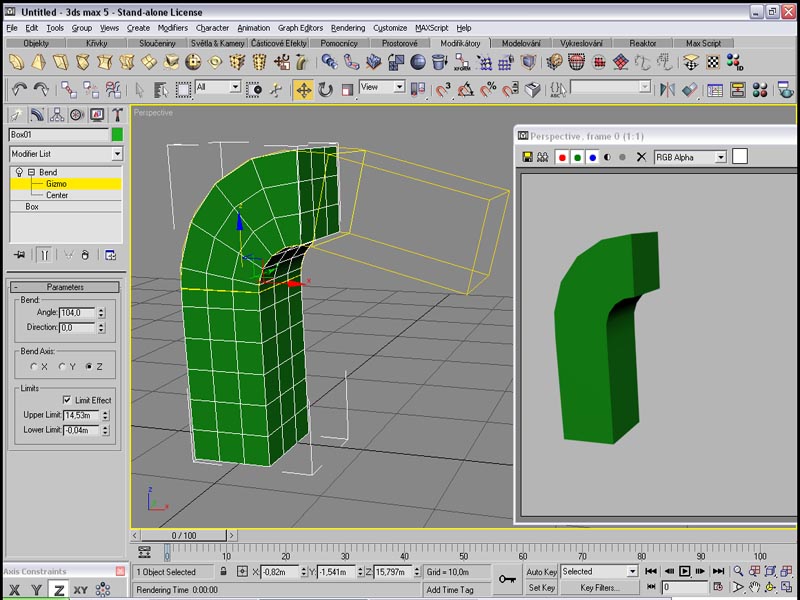 Untitled - 3ds max 5 - Stand-alone License
File Edit Tools Group Views Create Modifiers Character Animation Graph Editors Rendering Customize MAXScript Help
Objekty Křivky Sloučeniny Světla & Kamery Částicové Efekty Pomocníci Prostorové Modifikátory Modelování Vykreslování Reaktor Max Script
XFORM ID
All View
Perspective
Perspective, frame 0 (1:1)
RGB Alpha
Box01
Modifier List
Bend
Gizmo
Center
Box
- Parameters
Bend:
Angle: 104,0
Direction: 0,0
Bend Axis:
X Y Z
Limits
Limit Effect
Upper Limit: 14,53m
Lower Limit: -0,04m
z
x
z
x
0 / 100
0 10 20 30 40 50 60 70 80 90 100
Axis Constraints
X Y Z XY
1 Object Selected X: -0,82m Y: -1,541m Z: 15,797m Grid = 10,0m
Rendering Time 0:00:00 Add Time Tag
Auto Key Selected
Set Key Key Filters... 0